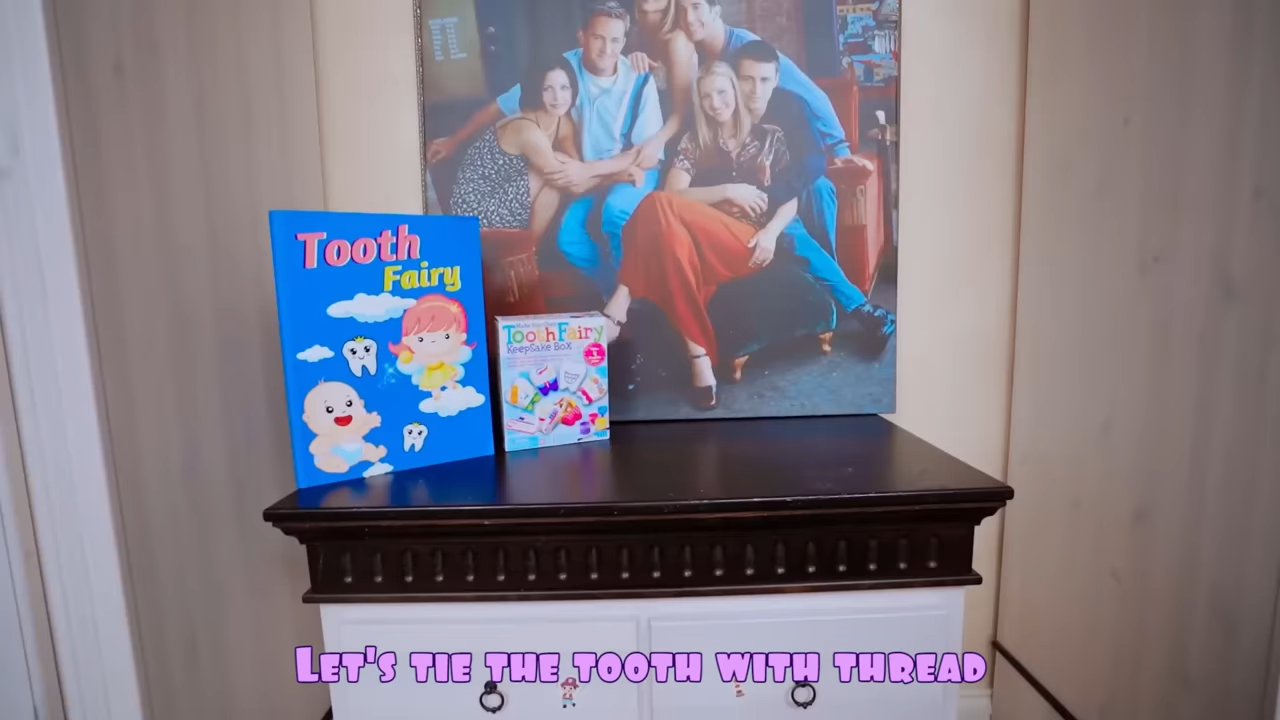 Tooth
Fairy
Tooth Fairy
Keepsake Box
Let's tie the tooth with thread